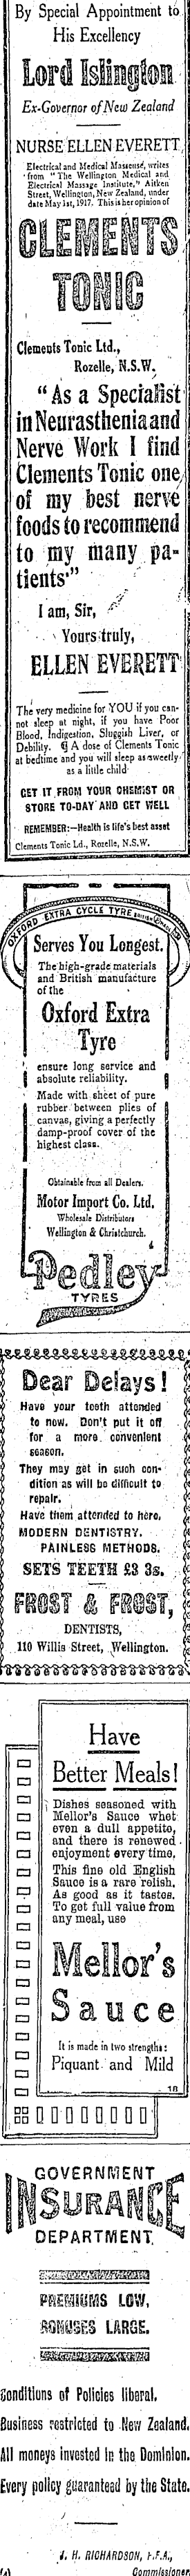 By Special Appointment to
His Excellency
Lord Islington
Ex-Governor of New Zealand
NURSE ELLEN EVERETT
Electrical and Medical Masseuse, writes
from "The Wellington Medical and
Electrical Massage Institute," Aitken
Street, Wellington, New Zealand, under
date May 1st, 1917. This is her opinion of
CLEMENTS
TONIC
Clements Tonic Ltd.,
Rozelle, N.S.W.
"As a Specialist
in Neurasthenia and
Nerve Work I find
Clements Tonic one
of my best nerve
foods to recommend
to my many pa-
tients"
I am, Sir,
Yours truly,
ELLEN EVERETT
The very medicine for YOU if you can-
not sleep at night, if you have Poor
Blood, Indigestion, Sluggish Liver, or
Debility. ¶ A dose of Clements Tonic
at bedtime and you will sleep as sweetly
as a little child
GET IT FROM YOUR CHEMIST OR
STORE TO-DAY AND GET WELL
REMEMBER:—Health is life's best asset
Clements Tonic Ld., Rozelle, N.S.W.
OXFORD EXTRA CYCLE TYRE
Serves You Longest.
The high-grade materials
and British manufacture
of the
Oxford Extra
Tyre
ensure long service and
absolute reliability.
Made with sheet of pure
rubber between plies of
canvas, giving a perfectly
damp-proof cover of the
highest class.
Obtainable from all Dealers.
Motor Import Co. Ltd.
Wholesale Distributors
Wellington & Christchurch.
Pedley
TYRES
Dear Delays!
Have your teeth attended
to now. Don't put it off
for a more convenient
season.
They may get in such con-
dition as will be difficult to
repair.
Have them attended to here.
MODERN DENTISTRY.
PAINLESS METHODS.
SETS TEETH £3 3s.
FROST & FROST,
DENTISTS,
110 Willis Street, Wellington.
Have
Better Meals!
Dishes seasoned with
Mellor's Sauce whet
even a dull appetite,
and there is renewed
enjoyment every time.
This fine old English
Sauce is a rare relish.
As good as it tastes.
To get full value from
any meal, use
Mellor's
Sauce
It is made in two strengths:
Piquant and Mild
18
GOVERNMENT
INSURANCE
DEPARTMENT.
PREMIUMS LOW,
BONUSES LARGE.
Conditions of Policies liberal.
Business restricted to New Zealand.
All moneys invested in the Dominion.
Every policy guaranteed by the State.
J. H. RICHARDSON, F.F.A.,
Commissioner.